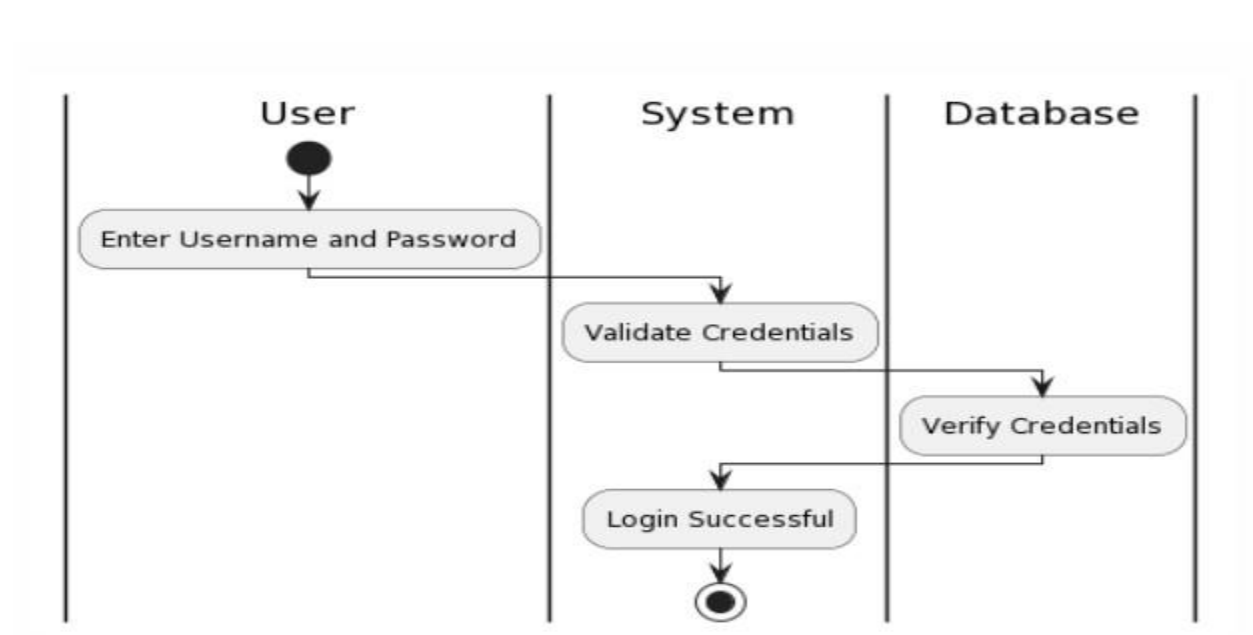 User
System
Database
Enter Username and Password
Validate Credentials
Verify Credentials
Login Successful